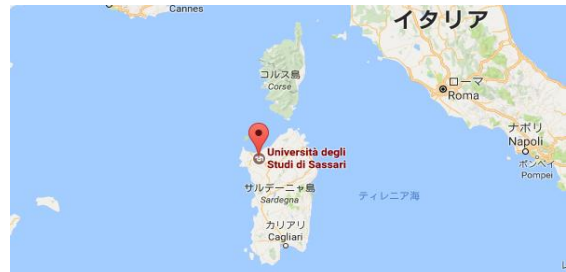 Cannes
イタリア
コルス島
Corse
ローマ
Roma
ナポリ
Napoli
ポンペイ
Pompei
Università degli
Studi di Sassari
サルデーニャ島
Sardegna
ティレニア海
カリアリ
Cagliari